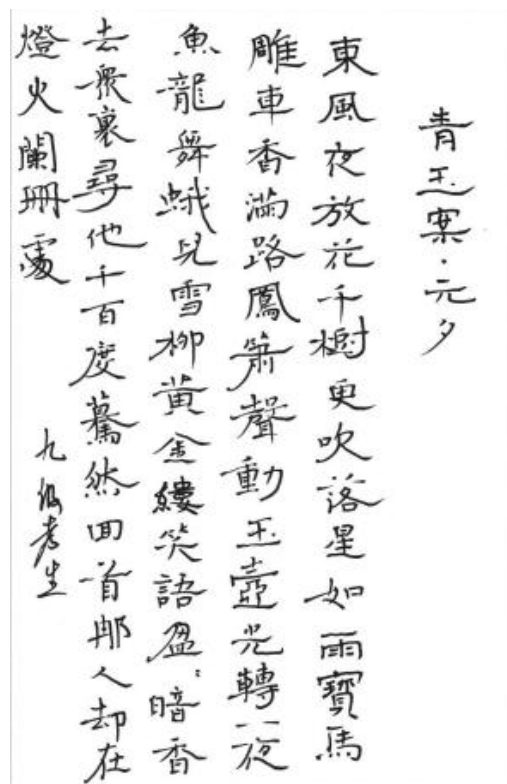 青玉案·元夕
東風夜放花千樹更吹落星如雨寶馬
雕車香滿路鳳簫聲動玉壺光轉一夜
魚龍舞蛾兒雪柳黃金縷笑語盈〻暗香
去衆裏尋他千百度驀然回首那人却在
燈火闌珊處
九生